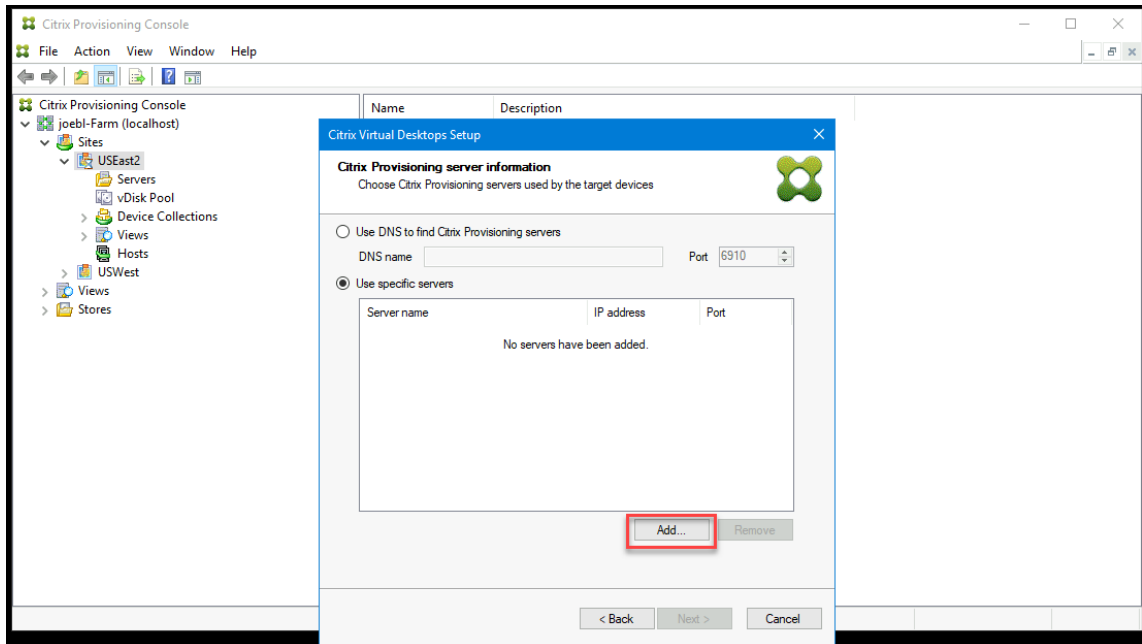 Citrix Provisioning Console
File Action View Window Help
Citrix Provisioning Console
joebl-Farm (localhost)
Sites
USEast2
Servers
vDisk Pool
Device Collections
Views
Hosts
USWest
Views
Stores
Name Description
Citrix Virtual Desktops Setup
Citrix Provisioning server information
Choose Citrix Provisioning servers used by the target devices
Use DNS to find Citrix Provisioning servers
DNS name Port 6910
Use specific servers
Server name IP address Port
No servers have been added.
Add... Remove
< Back Next > Cancel